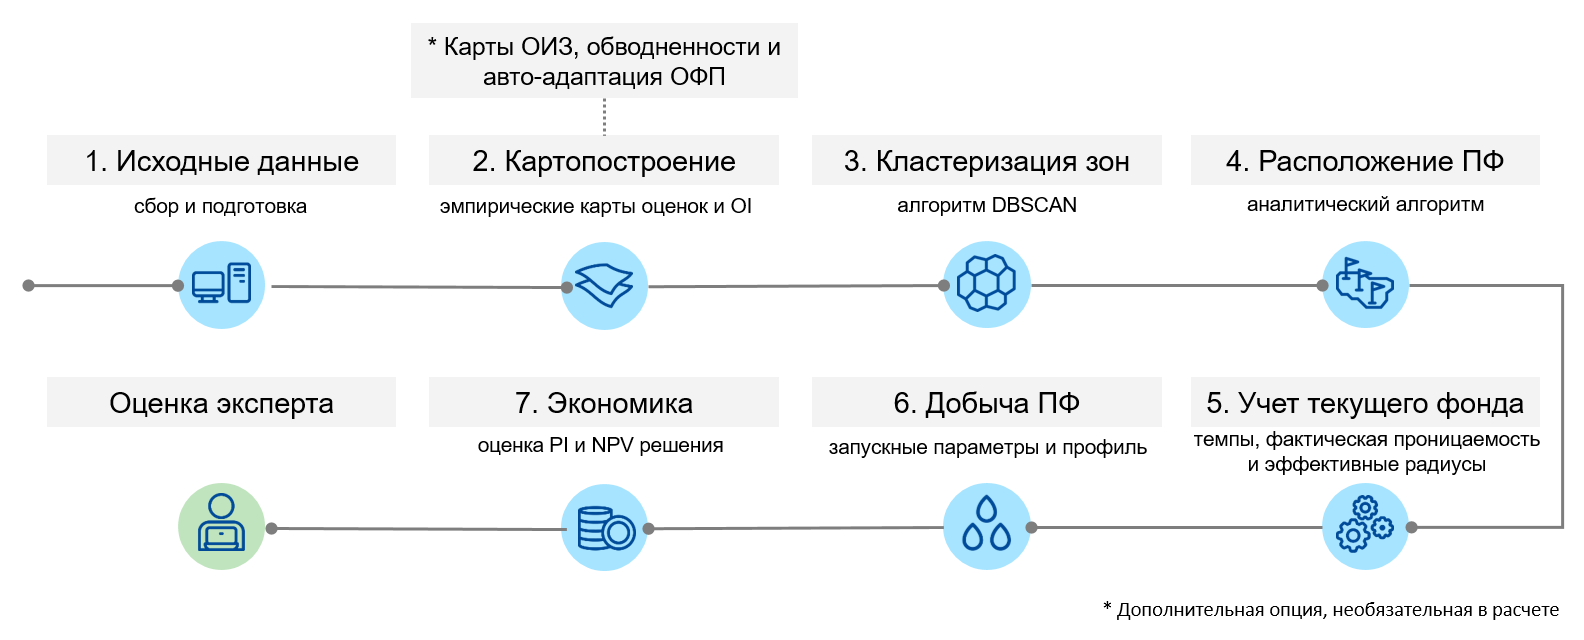 * Карты ОИЗ, обводненности и
авто-адаптация ОФП
1. Исходные данные
сбор и подготовка
2. Картопостроение
эмпирические карты оценок и OI
3. Кластеризация зон
алгоритм DBSCAN
4. Расположение ПФ
аналитический алгоритм
5. Учет текущего фонда
темпы, фактическая проницаемость
и эффективные радиусы
6. Добыча ПФ
запускные параметры и профиль
7. Экономика
оценка PI и NPV решения
Оценка эксперта
* Дополнительная опция, необязательная в расчете